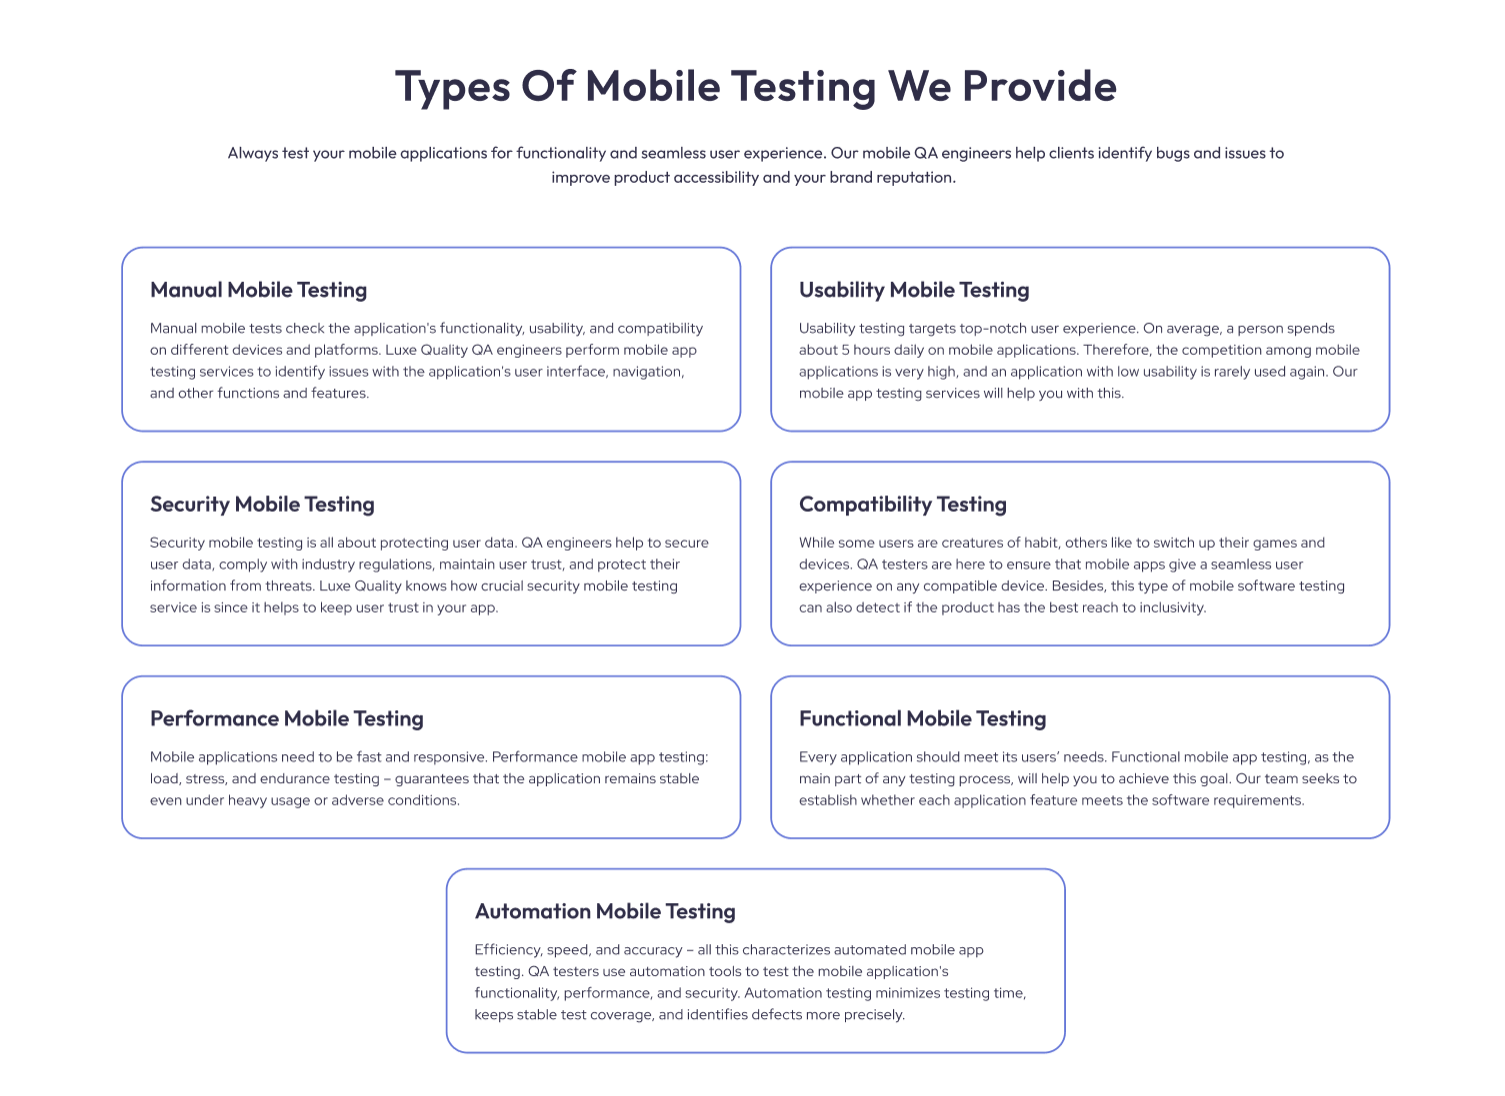 Types Of Mobile Testing We Provide
Always test your mobile applications for functionality and seamless user experience. Our mobile QA engineers help clients identify bugs and issues to
improve product accessibility and your brand reputation.
Manual Mobile Testing
Manual mobile tests check the application's functionality, usability, and compatibility
on different devices and platforms. Luxe Quality QA engineers perform mobile app
testing services to identify issues with the application's user interface, navigation,
and other functions and features.
Usability Mobile Testing
Usability testing targets top-notch user experience. On average, a person spends
about 5 hours daily on mobile applications. Therefore, the competition among mobile
applications is very high, and an application with low usability is rarely used again. Our
mobile app testing services will help you with this.
Security Mobile Testing
Security mobile testing is all about protecting user data. QA engineers help to secure
user data, comply with industry regulations, maintain user trust, and protect their
information from threats. Luxe Quality knows how crucial security mobile testing
service is since it helps to keep user trust in your app.
Compatibility Testing
While some users are creatures of habit, others like to switch up their games and
devices. QA testers are here to ensure that mobile apps give a seamless user
experience on any compatible device. Besides, this type of mobile software testing
can also detect if the product has the best reach to inclusivity.
Performance Mobile Testing
Mobile applications need to be fast and responsive. Performance mobile app testing:
load, stress, and endurance testing – guarantees that the application remains stable
even under heavy usage or adverse conditions.
Functional Mobile Testing
Every application should meet its users’ needs. Functional mobile app testing, as the
main part of any testing process, will help you to achieve this goal. Our team seeks to
establish whether each application feature meets the software requirements.
Automation Mobile Testing
Efficiency, speed, and accuracy – all this characterizes automated mobile app
testing. QA testers use automation tools to test the mobile application's
functionality, performance, and security. Automation testing minimizes testing time,
keeps stable test coverage, and identifies defects more precisely.